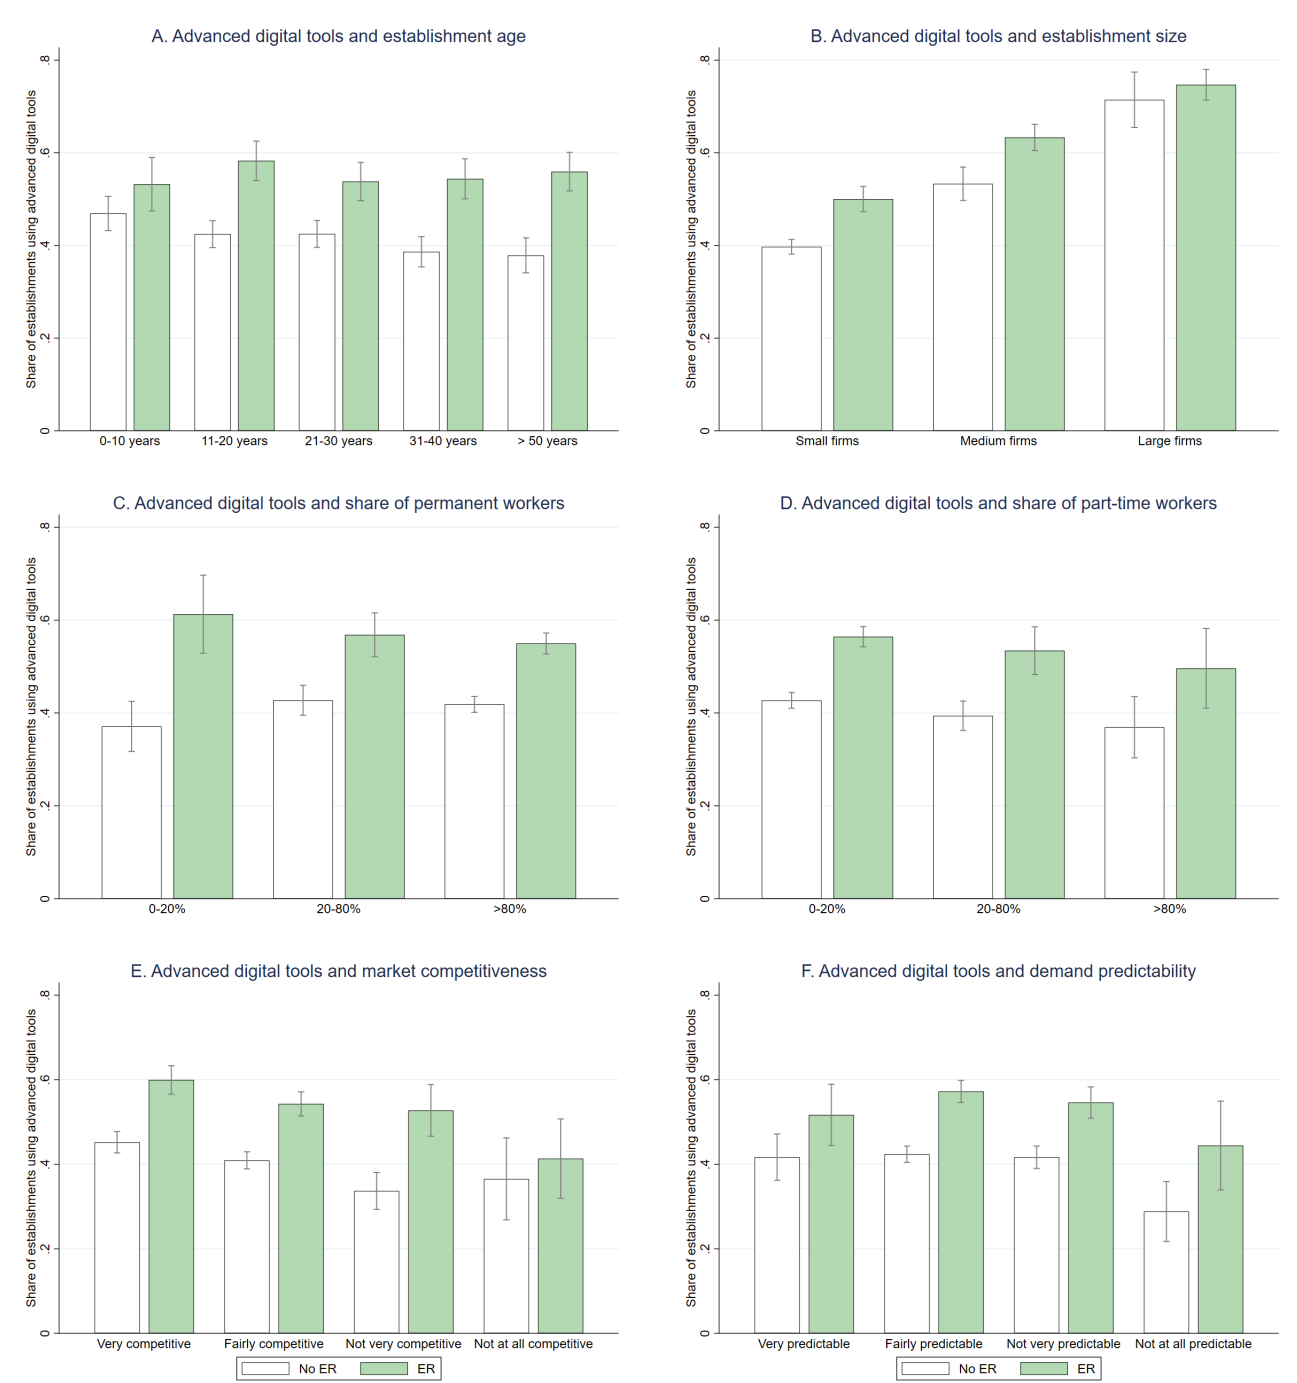 A. Advanced digital tools and establishment age
Share of establishments using advanced digital tools
0 .2 .4 .6 .8
0-10 years 11-20 years 21-30 years 31-40 years > 50 years
B. Advanced digital tools and establishment size
Share of establishments using advanced digital tools
0 .2 .4 .6 .8
Small firms Medium firms Large firms
C. Advanced digital tools and share of permanent workers
Share of establishments using advanced digital tools
0 .2 .4 .6 .8
0-20% 20-80% >80%
D. Advanced digital tools and share of part-time workers
Share of establishments using advanced digital tools
0 .2 .4 .6 .8
0-20% 20-80% >80%
E. Advanced digital tools and market competitiveness
Share of establishments using advanced digital tools
0 .2 .4 .6 .8
Very competitive Fairly competitive Not very competitive Not at all competitive
No ER ER
F. Advanced digital tools and demand predictability
Share of establishments using advanced digital tools
0 .2 .4 .6 .8
Very predictable Fairly predictable Not very predictable Not at all predictable
No ER ER